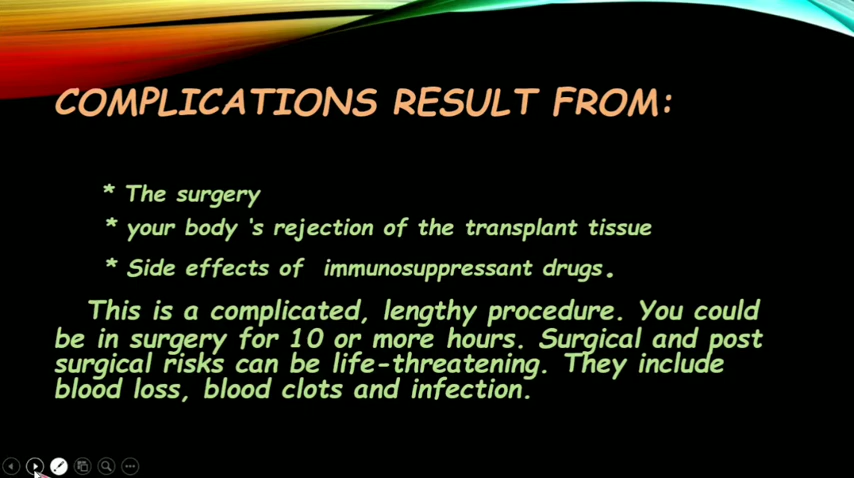 COMPLICATIONS RESULT FROM:
* The surgery
* your body 's rejection of the transplant tissue
* Side effects of immunosuppressant drugs.
This is a complicated, lengthy procedure. You could
be in surgery for 10 or more hours. Surgical and post
surgical risks can be life-threatening. They include
blood loss, blood clots and infection.